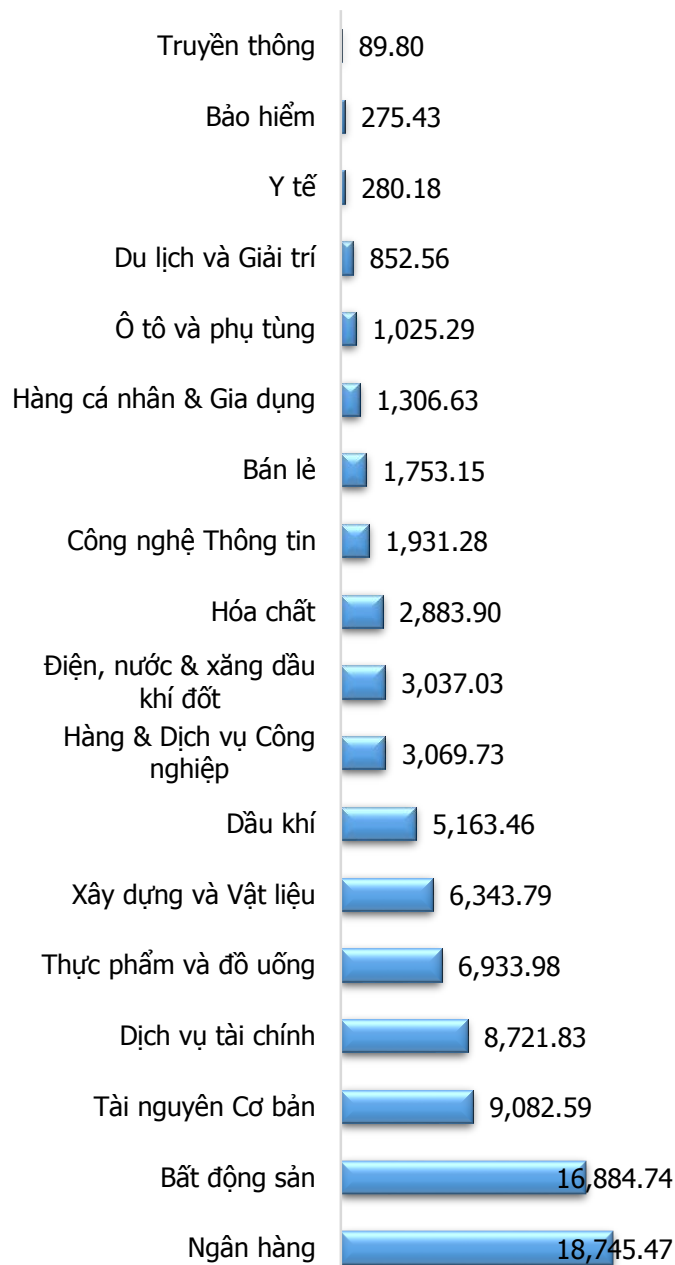 Truyền thông 89.80
Bảo hiểm 275.43
Y tế 280.18
Du lịch và Giải trí 852.56
Ô tô và phụ tùng 1,025.29
Hàng cá nhân & Gia dụng 1,306.63
Bán lẻ 1,753.15
Công nghệ Thông tin 1,931.28
Hóa chất 2,883.90
Điện, nước & xăng dầu
khí đốt 3,037.03
Hàng & Dịch vụ Công
nghiệp 3,069.73
Dầu khí 5,163.46
Xây dựng và Vật liệu 6,343.79
Thực phẩm và đồ uống 6,933.98
Dịch vụ tài chính 8,721.83
Tài nguyên Cơ bản 9,082.59
Bất động sản 16,884.74
Ngân hàng 18,745.47